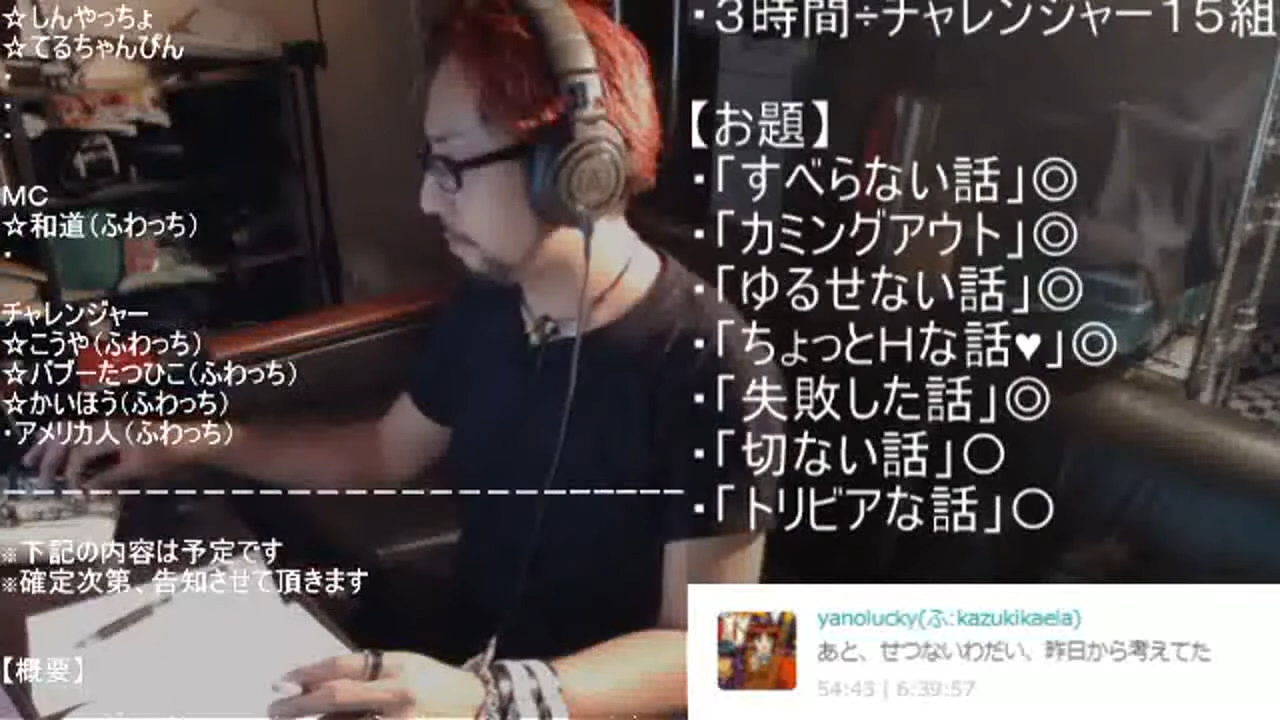 ☆しんやっちょ
☆てるちゃんぴん
・
・
・
MC
☆和道(ふわっち)
・
チャレンジャー
☆こうや(ふわっち)
☆バブーたつひこ(ふわっち)
☆かいほう(ふわっち)
・アメリカ人(ふわっち)
※下記の内容は予定です
※確定次第、告知させて頂きます
【概要】
・3時間÷チャレンジャー15組
【お題】
・「すべらない話」◎
・「カミングアウト」◎
・「ゆるせない話」◎
・「ちょっとHな話♥」◎
・「失敗した話」◎
・「切ない話」〇
・「トリビアな話」〇
yanolucky(ふ:kazukikaela)
あと、せつないわだい、昨日から考えてた
54:43 | 6:39:57